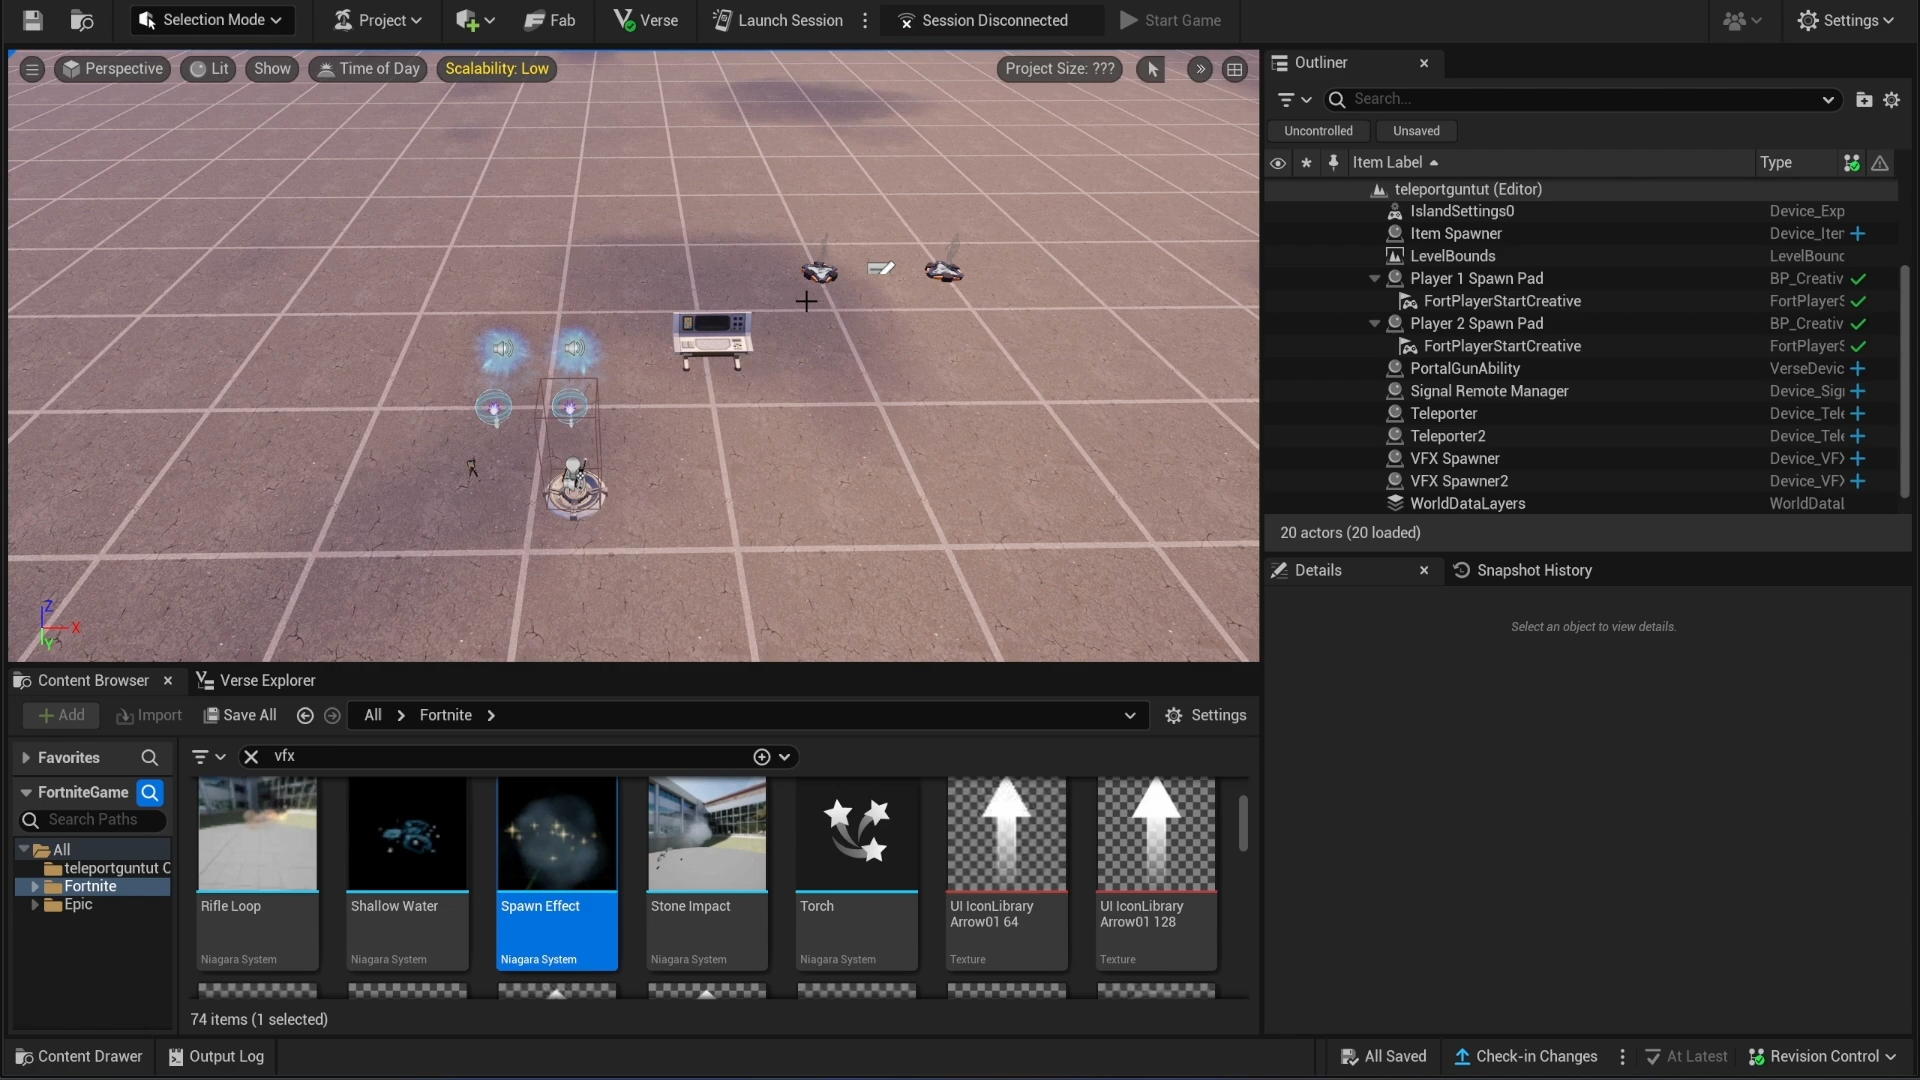 Selection Mode
Project
Fab
Verse
Launch Session
Session Disconnected
Start Game
Settings
Perspective
Lit
Show
Time of Day
Scalability: Low
Project Size: ???
Z
X
Y
Outliner
Search...
Uncontrolled
Unsaved
Item Label
Type
teleportguntut (Editor)
IslandSettings0
Device_Exp
Item Spawner
Device_Iter
LevelBounds
LevelBounc
Player 1 Spawn Pad
BP_Creativ
FortPlayerStartCreative
FortPlayerS
Player 2 Spawn Pad
BP_Creativ
FortPlayerStartCreative
FortPlayerS
PortalGunAbility
VerseDevic
Signal Remote Manager
Device_Sig
Teleporter
Device_Tele
Teleporter2
Device_Tele
VFX Spawner
Device_VFX
VFX Spawner2
Device_VFX
WorldDataLayers
WorldDataL
20 actors (20 loaded)
Details
Snapshot History
Select an object to view details.
Content Browser
Verse Explorer
Add
Import
Save All
All
Fortnite
Settings
Favorites
vfx
FortniteGame
Search Paths
All
teleportguntut C
Fortnite
Epic
Rifle Loop
Niagara System
Shallow Water
Niagara System
Spawn Effect
Niagara System
Stone Impact
Niagara System
Torch
Niagara System
UI IconLibrary
Arrow01 64
Texture
UI IconLibrary
Arrow01 128
Texture
74 items (1 selected)
Content Drawer
Output Log
All Saved
Check-in Changes
At Latest
Revision Control